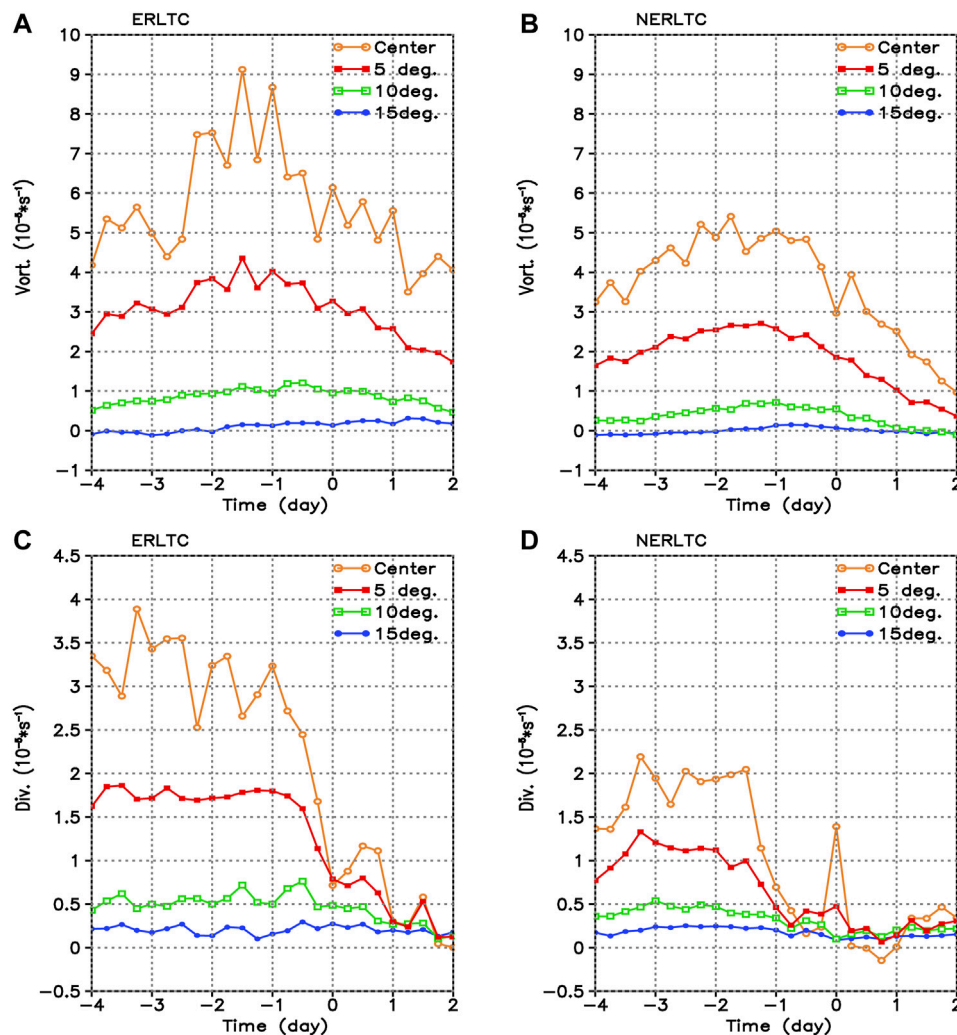 A ERLTC
Center
5 deg.
10deg.
15deg.
10
9
8
7
6
5
4
3
2
1
0
−1
Vort. (10⁻⁵*s⁻¹)
−4 −3 −2 −1 0 1 2
Time (day)
B NERLTC
Center
5 deg.
10deg.
15deg.
10
9
8
7
6
5
4
3
2
1
0
−1
Vort. (10⁻⁵*s⁻¹)
−4 −3 −2 −1 0 1 2
Time (day)
C ERLTC
Center
5 deg.
10deg.
15deg.
4.5
4
3.5
3
2.5
2
1.5
1
0.5
0
−0.5
Div. (10⁻⁵*s⁻¹)
−4 −3 −2 −1 0 1 2
Time (day)
D NERLTC
Center
5 deg.
10deg.
15deg.
4.5
4
3.5
3
2.5
2
1.5
1
0.5
0
−0.5
Div. (10⁻⁵*s⁻¹)
−4 −3 −2 −1 0 1 2
Time (day)